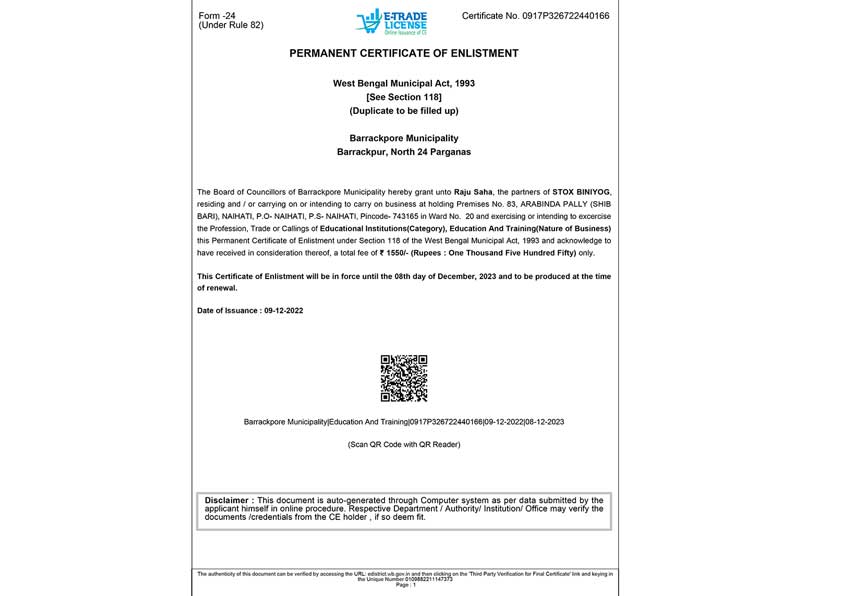 Form -24
(Under Rule 82)
E-TRADE
LICENSE
Online Issuance of CE
Certificate No. 0917P326722440166
PERMANENT CERTIFICATE OF ENLISTMENT
West Bengal Municipal Act, 1993
[See Section 118]
(Duplicate to be filled up)
Barrackpore Municipality
Barrackpur, North 24 Parganas
The Board of Councillors of Barrackpore Municipality hereby grant unto Raju Saha, the partners of STOX BINIYOG,
residing and / or carrying on or intending to carry on business at holding Premises No. 83, ARABINDA PALLY (SHIB
BARI), NAIHATI, P.O- NAIHATI, P.S- NAIHATI, Pincode- 743165 in Ward No. 20 and exercising or intending to excercise
the Profession, Trade or Callings of Educational Institutions(Category), Education And Training(Nature of Business)
this Permanent Certificate of Enlistment under Section 118 of the West Bengal Municipal Act, 1993 and acknowledge to
have received in consideration thereof, a total fee of ₹ 1550/- (Rupees : One Thousand Five Hundred Fifty) only.
This Certificate of Enlistment will be in force until the 08th day of December, 2023 and to be produced at the time
of renewal.
Date of Issuance : 09-12-2022
Barrackpore Municipality|Education And Training|0917P326722440166|09-12-2022|08-12-2023
(Scan QR Code with QR Reader)
Disclaimer : This document is auto-generated through Computer system as per data submitted by the
applicant himself in online procedure. Respective Department / Authority/ Institution/ Office may verify the
documents /credentials from the CE holder , if so deem fit.
The authenticity of this document can be verified by accessing the URL: edistrict.wb.gov.in and then clicking on the 'Third Party Verification for Final Certificate' link and keying in
the Unique Number 0109882211147373
Page : 1